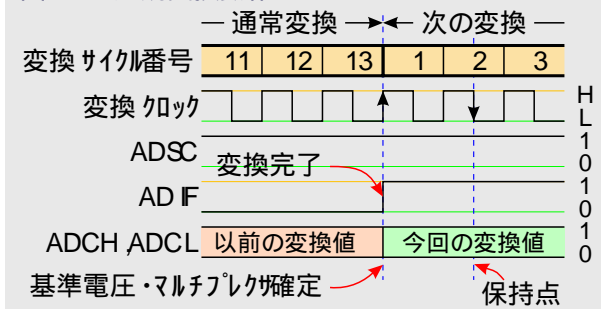 通常変換 次の変換
変換サイクル番号 11 12 13 1 2 3
変換クロック H L
ADSC 1 0
変換完了
ADIF 1 0
ADCH,ADCL 以前の変換値 今回の変換値 1 0
基準電圧・マルチプレクサ確定 保持点